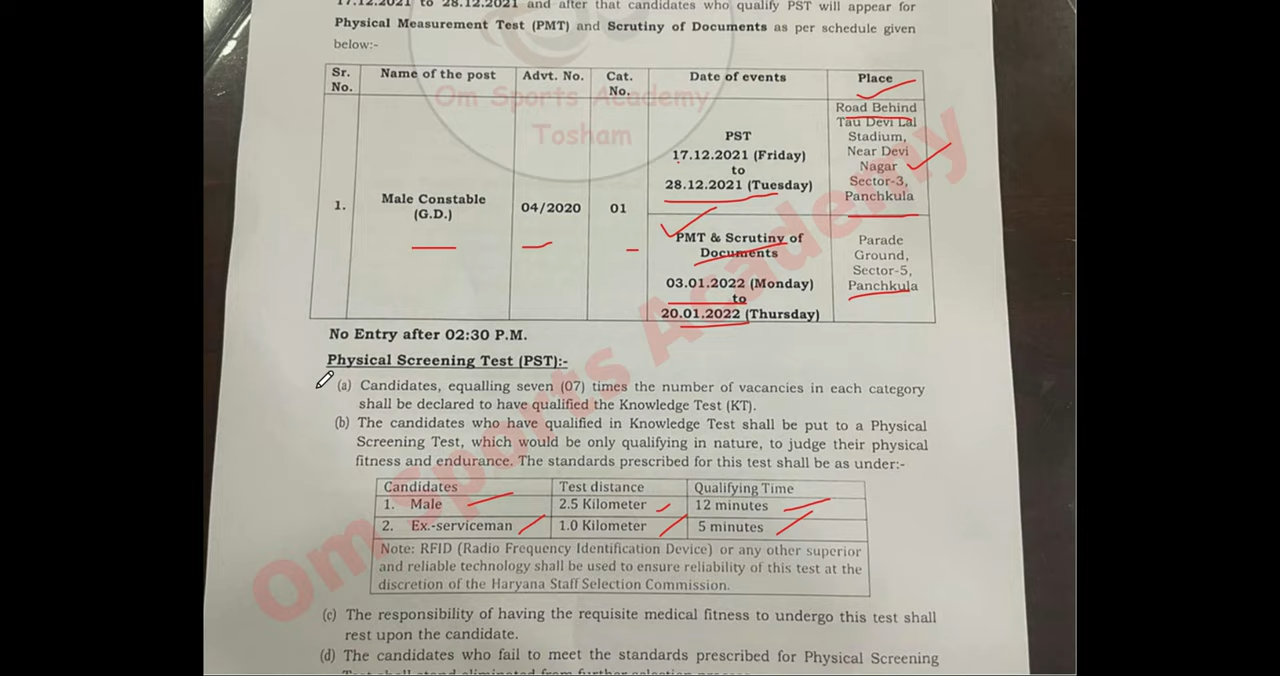 17.12.2021 to 28.12.2021 and after that candidates who qualify PST will appear for
Physical Measurement Test (PMT) and Scrutiny of Documents as per schedule given
below:-
Sr. No.
Name of the post
Advt. No.
Cat. No.
Date of events
Place
1.
Male Constable
(G.D.)
04/2020
01
PST
17.12.2021 (Friday)
to
28.12.2021 (Tuesday)
Road Behind
Tau Devi Lal
Stadium,
Near Devi
Nagar
Sector-3,
Panchkula
PMT & Scrutiny of
Documents
03.01.2022 (Monday)
to
20.01.2022 (Thursday)
Parade
Ground,
Sector-5,
Panchkula
Om Sports Academy
Tosham
No Entry after 02:30 P.M.
Physical Screening Test (PST):-
(a) Candidates, equalling seven (07) times the number of vacancies in each category
shall be declared to have qualified the Knowledge Test (KT).
(b) The candidates who have qualified in Knowledge Test shall be put to a Physical
Screening Test, which would be only qualifying in nature, to judge their physical
fitness and endurance. The standards prescribed for this test shall be as under:-
Candidates Test distance Qualifying Time
1. Male 2.5 Kilometer 12 minutes
2. Ex.-serviceman 1.0 Kilometer 5 minutes
Note: RFID (Radio Frequency Identification Device) or any other superior
and reliable technology shall be used to ensure reliability of this test at the
discretion of the Haryana Staff Selection Commission.
(c) The responsibility of having the requisite medical fitness to undergo this test shall
rest upon the candidate.
(d) The candidates who fail to meet the standards prescribed for Physical Screening
Om Sports Academy